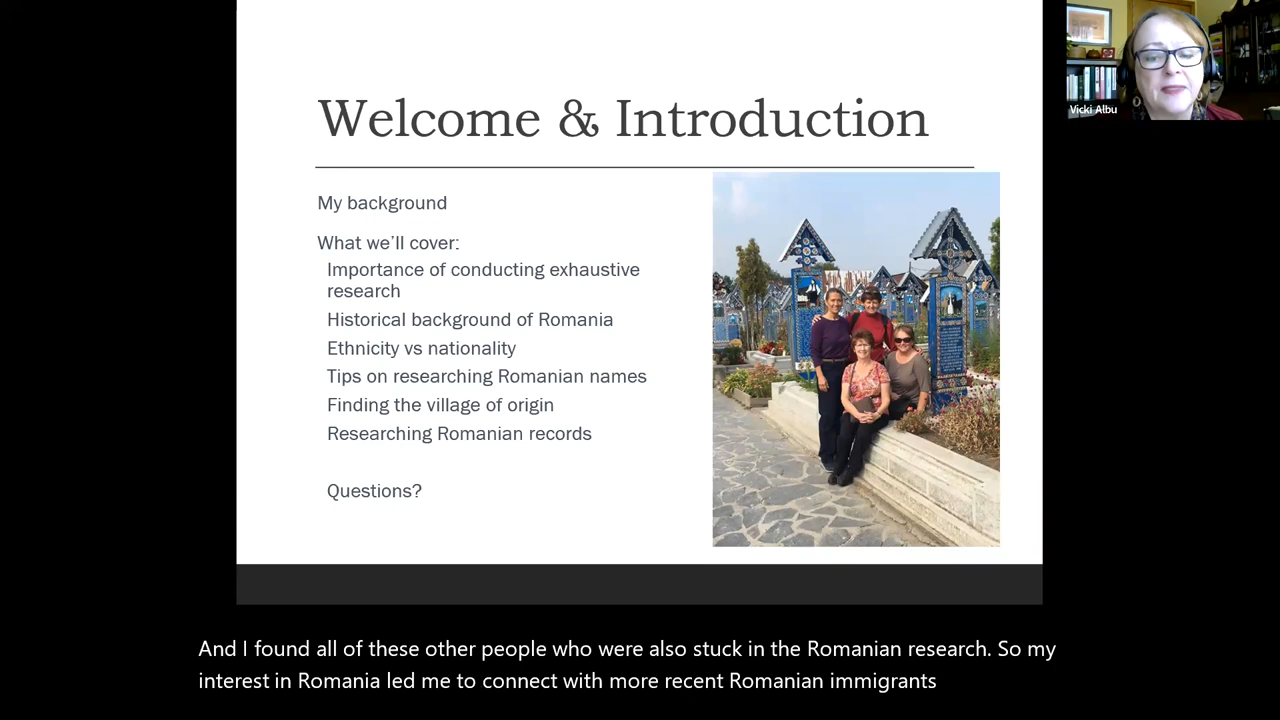 Welcome & Introduction
My background
What we'll cover:
Importance of conducting exhaustive
research
Historical background of Romania
Ethnicity vs nationality
Tips on researching Romanian names
Finding the village of origin
Researching Romanian records
Questions?
Vicki Albu
And I found all of these other people who were also stuck in the Romanian research. So my
interest in Romania led me to connect with more recent Romanian immigrants